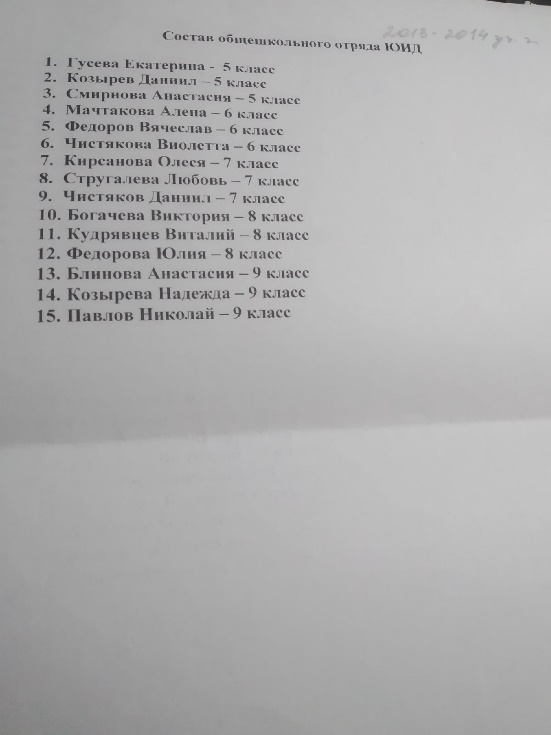 2013-2014 уч. г.
Состав общешкольного отряда ЮИД
1. Гусева Екатерина - 5 класс
2. Козырев Даниил – 5 класс
3. Смирнова Анастасия – 5 класс
4. Мачтакова Алена – 6 класс
5. Федоров Вячеслав – 6 класс
6. Чистякова Виолетта – 6 класс
7. Кирсанова Олеся – 7 класс
8. Стругалева Любовь – 7 класс
9. Чистяков Даниил – 7 класс
10. Богачева Виктория – 8 класс
11. Кудрявцев Виталий – 8 класс
12. Федорова Юлия – 8 класс
13. Блинова Анастасия – 9 класс
14. Козырева Надежда – 9 класс
15. Павлов Николай – 9 класс